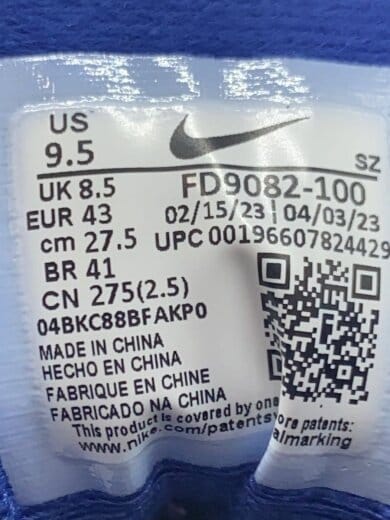 US
9.5
SZ
UK 8.5
FD9082-100
EUR 43
02/15/23 | 04/03/23
cm 27.5
UPC 00196607824429
BR 41
CN 275(2.5)
04BKC88BFAKP0
MADE IN CHINA
HECHO EN CHINA
FABRIQUE EN CHINE
FABRICADO NA CHINA
This product is covered by one ore patents:
www.nike.com/patents almarking